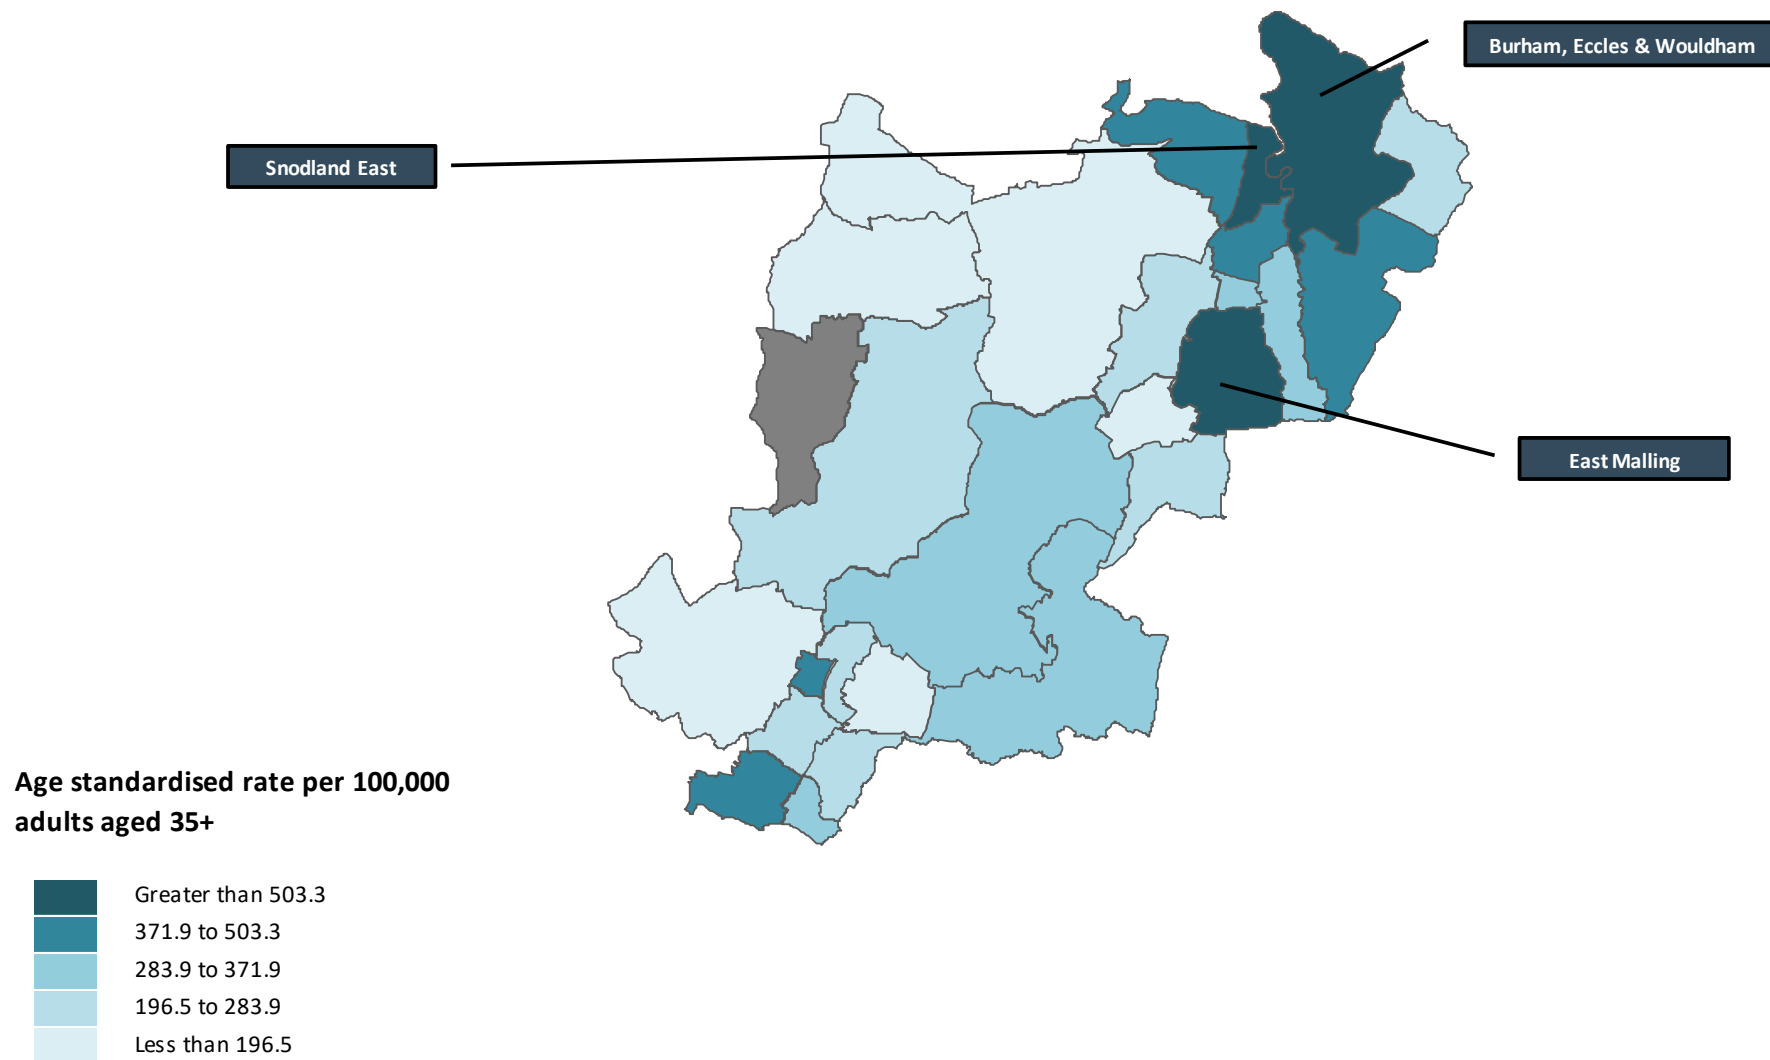 Burham, Eccles & Wouldham
Snodland East
East Malling
Age standardised rate per 100,000
adults aged 35+
Greater than 503.3
371.9 to 503.3
283.9 to 371.9
196.5 to 283.9
Less than 196.5